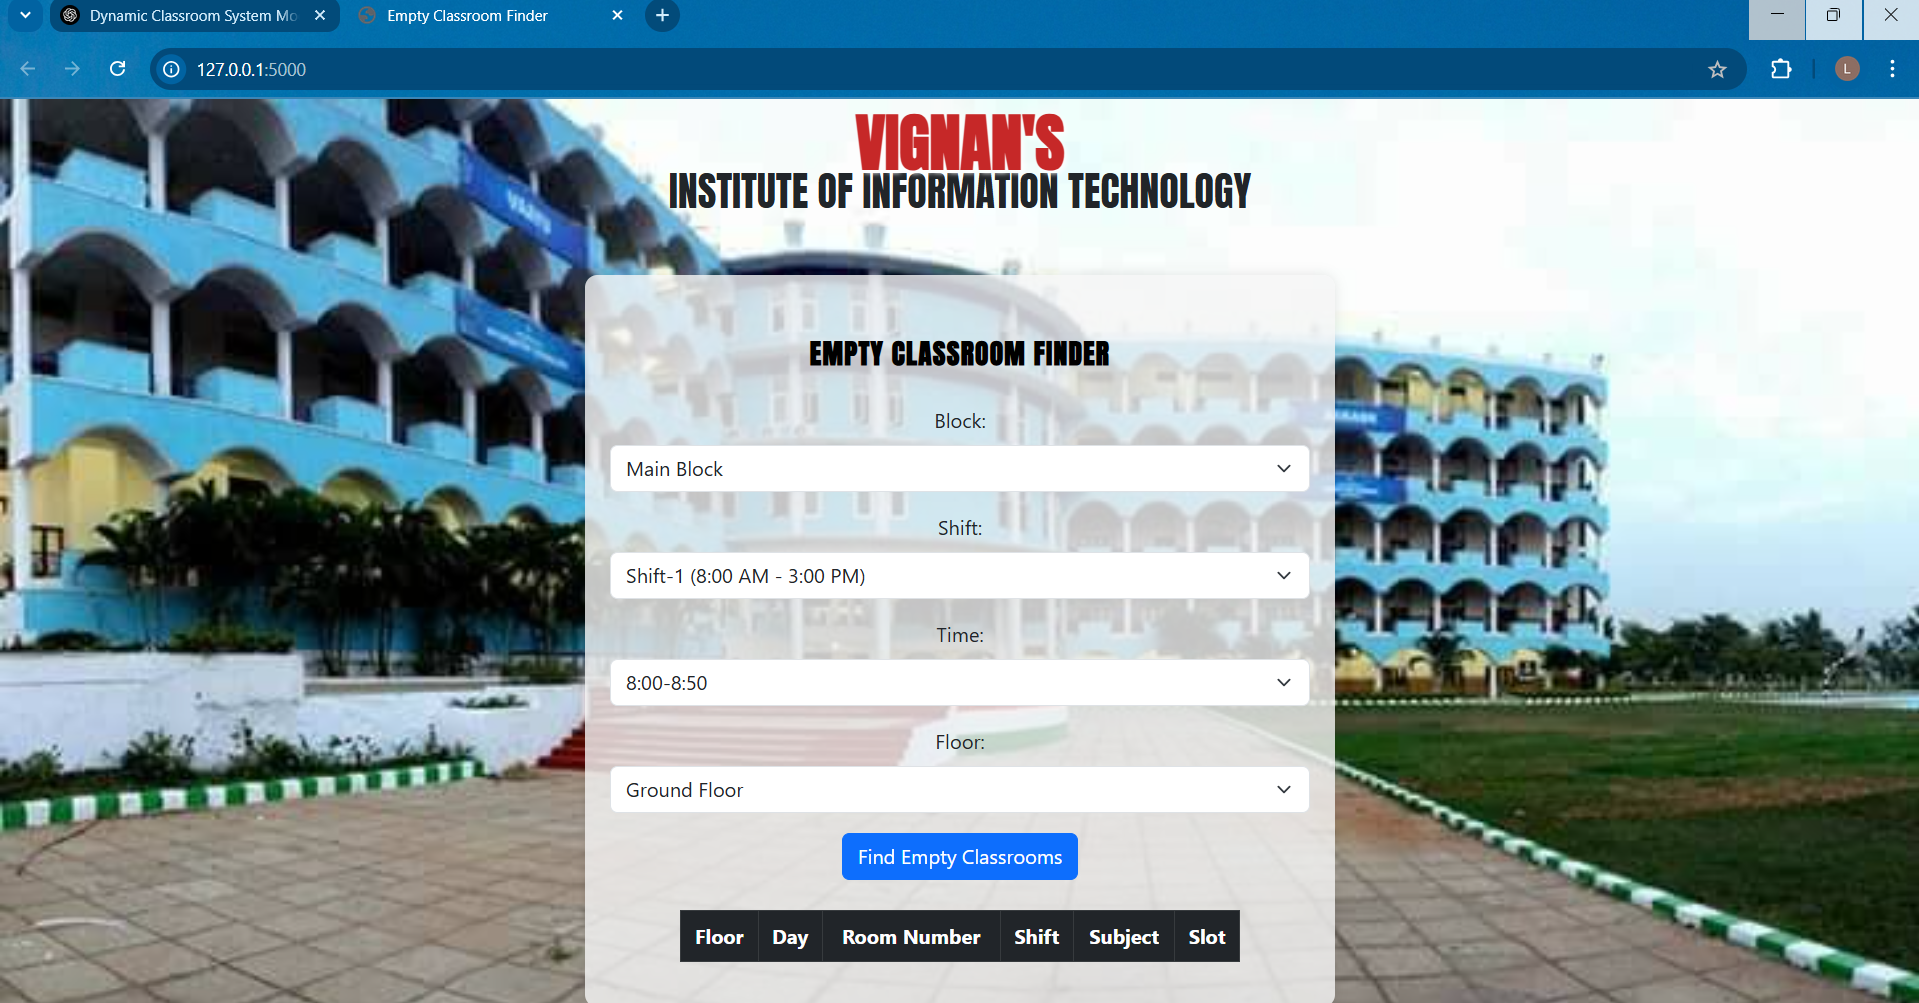 Dynamic Classroom System Mo
Empty Classroom Finder
127.0.0.1:5000
L
VIGNAN'S
INSTITUTE OF INFORMATION TECHNOLOGY
EMPTY CLASSROOM FINDER
Block:
Main Block
Shift:
Shift-1 (8:00 AM - 3:00 PM)
Time:
8:00-8:50
Floor:
Ground Floor
Find Empty Classrooms
Floor Day Room Number Shift Subject Slot